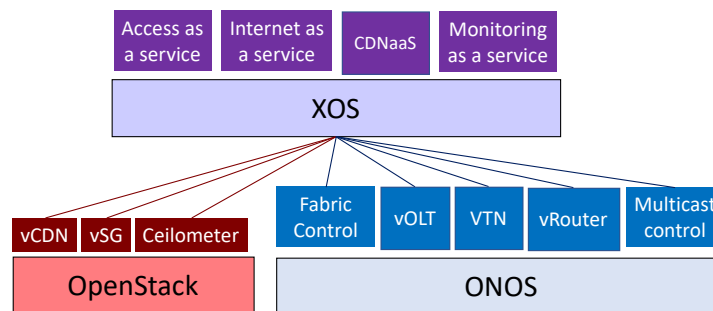 Access as
a service
Internet as
a service
CDNaaS
Monitoring
as a service
XOS
Fabric
Control
vOLT
VTN
vRouter
Multicast
control
vCDN
vSG
Ceilometer
OpenStack
ONOS